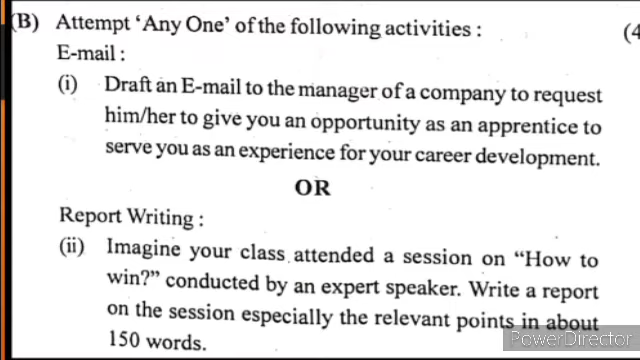 (B) Attempt ‘Any One’ of the following activities : (4
E-mail :
(i) Draft an E-mail to the manager of a company to request
him/her to give you an opportunity as an apprentice to
serve you as an experience for your career development.
OR
Report Writing :
(ii) Imagine your class attended a session on “How to
win?” conducted by an expert speaker. Write a report
on the session especially the relevant points in about
150 words.
PowerDirector